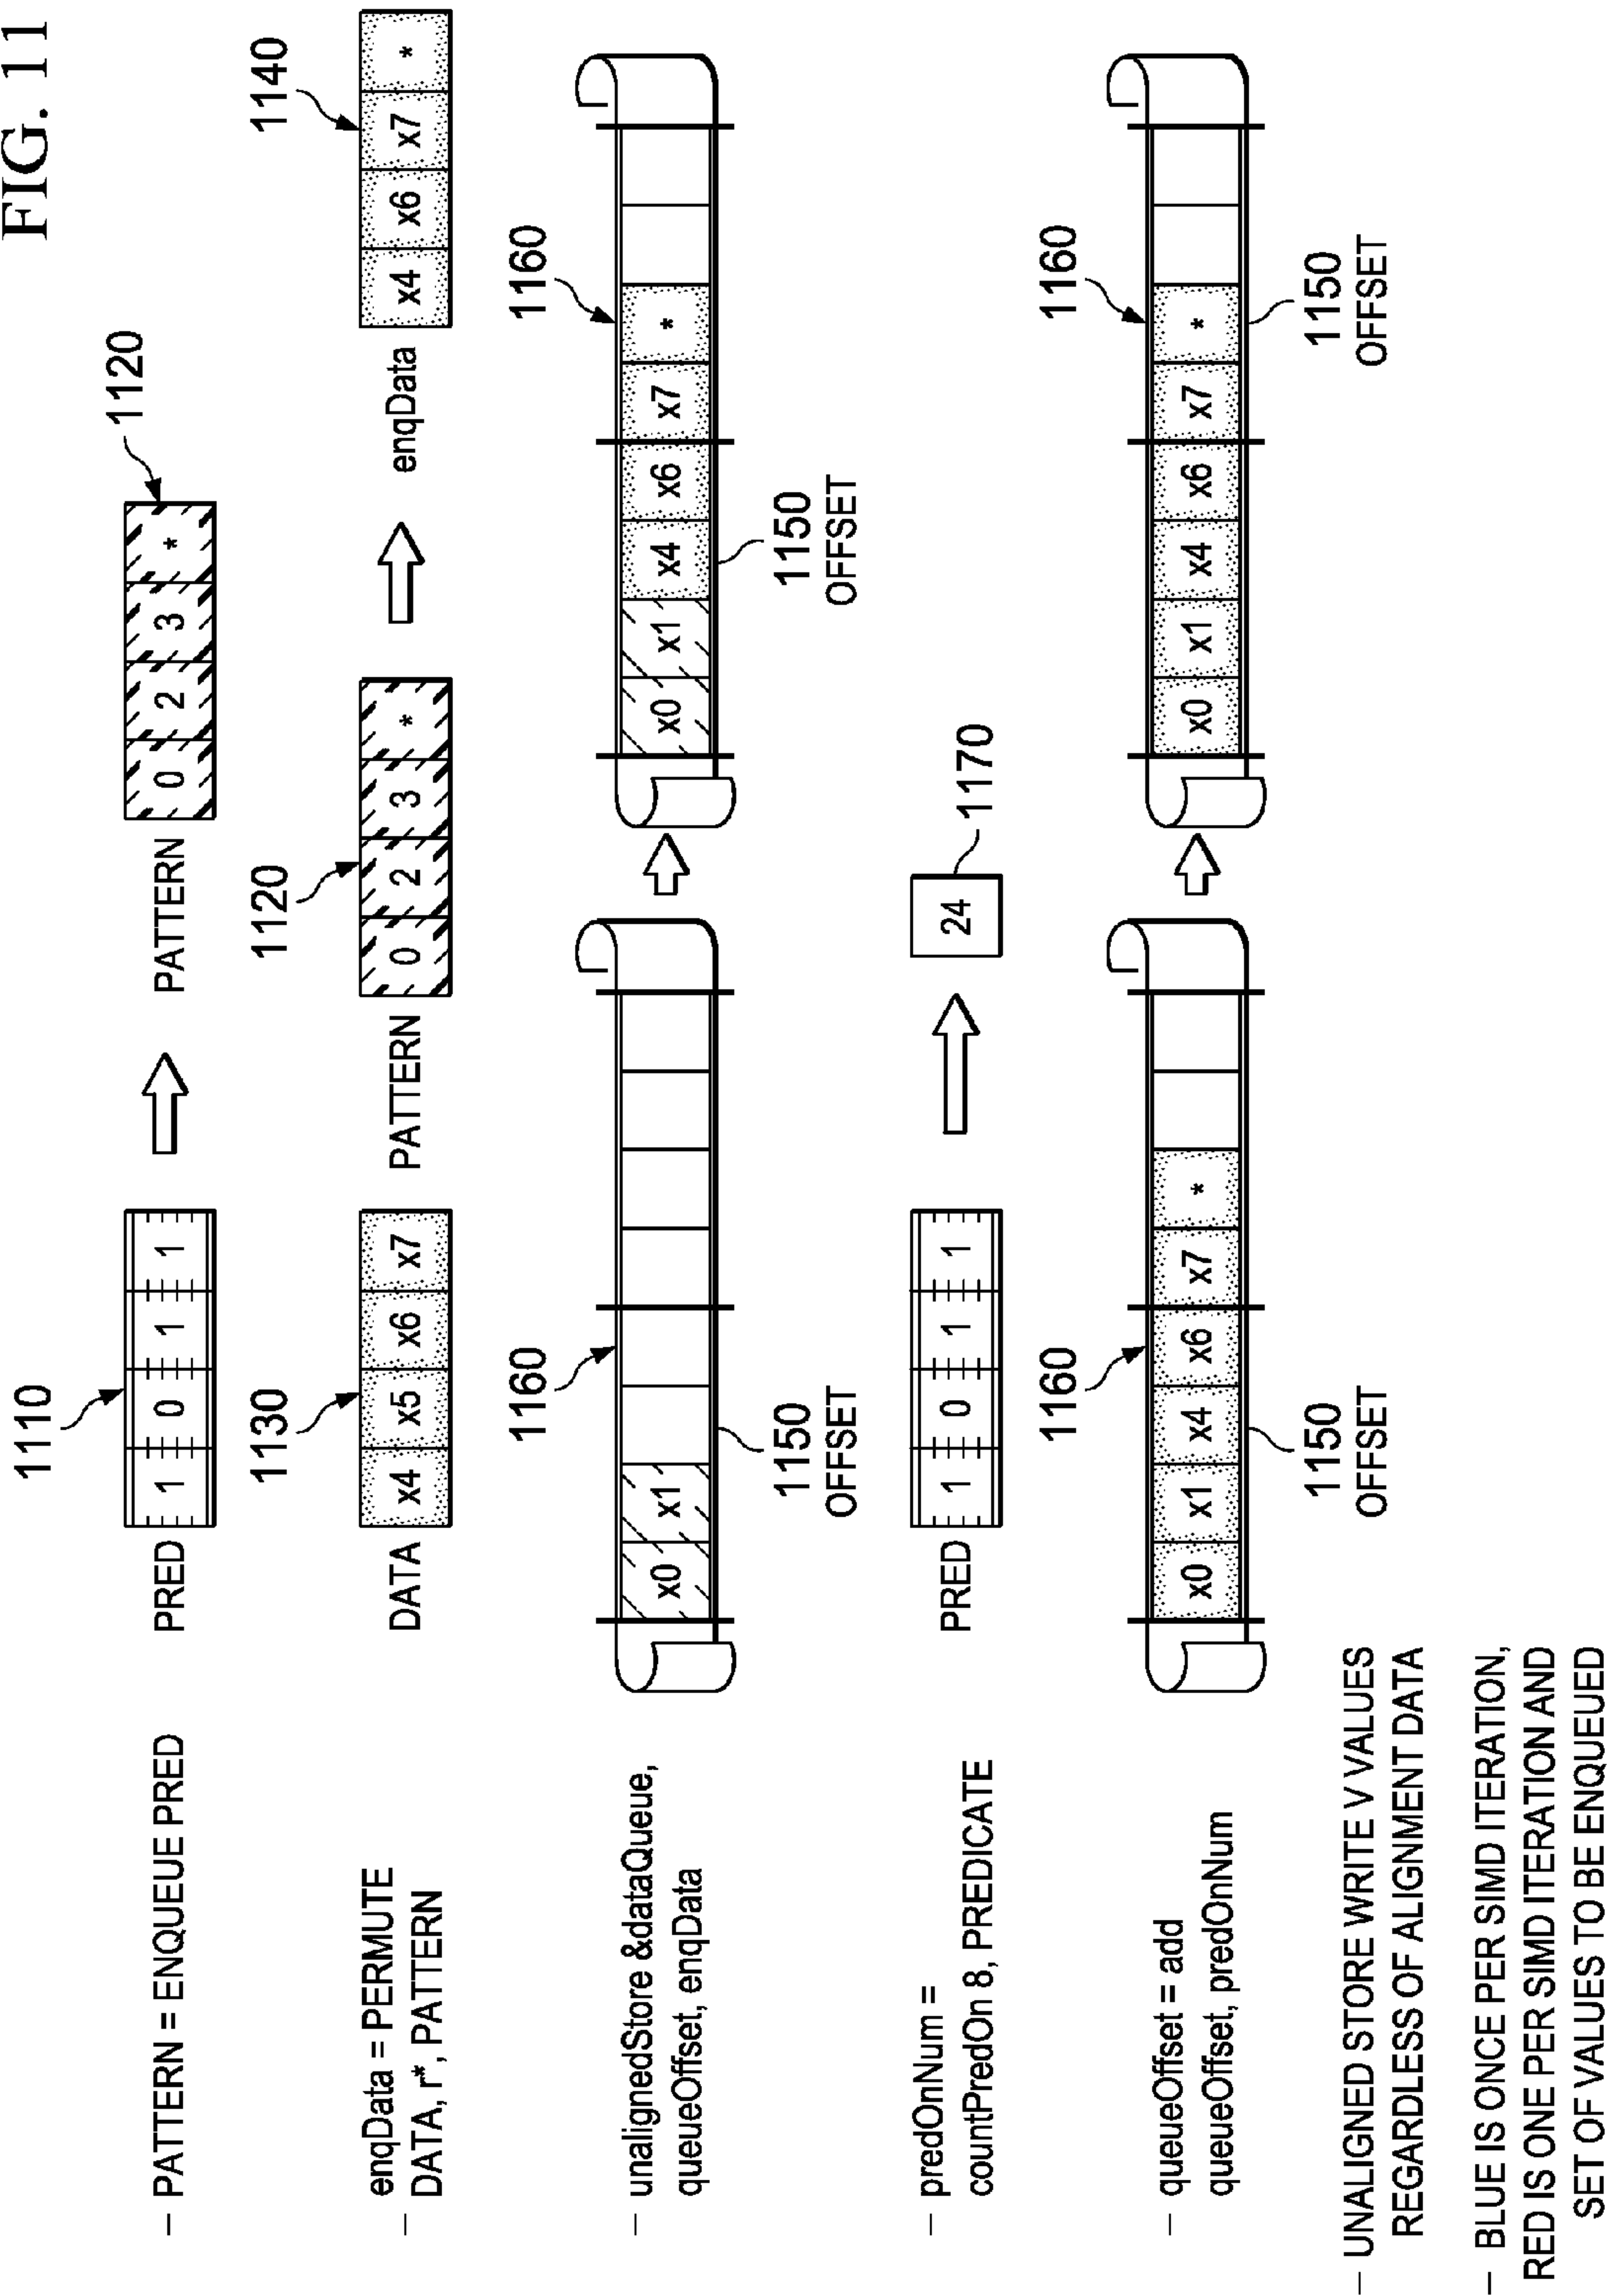 FIG. 11
– PATTERN = ENQUEUE PRED
PRED
1110
1 0 1 1
PATTERN
1120
0 2 3 *
– enqData = PERMUTE
DATA, r*, PATTERN
DATA
1130
x4 x5 x6 x7
PATTERN
1120
0 2 3 *
enqData
1140
x4 x6 x7 *
– unalignedStore &dataQueue,
queueOffset, enqData
1160
x0 x1
1150
OFFSET
1160
x0 x1 x4 x6 x7 *
1150
OFFSET
– predOnNum =
countPredOn 8, PREDICATE
PRED
1 0 1 1
24
1170
– queueOffset = add
queueOffset, predOnNum
1160
x0 x1 x4 x6 x7 *
1150
OFFSET
1160
x0 x1 x4 x6 x7 *
1150
OFFSET
– UNALIGNED STORE WRITE V VALUES
REGARDLESS OF ALIGNMENT DATA
– BLUE IS ONCE PER SIMD ITERATION,
RED IS ONE PER SIMD ITERATION AND
SET OF VALUES TO BE ENQUEUED